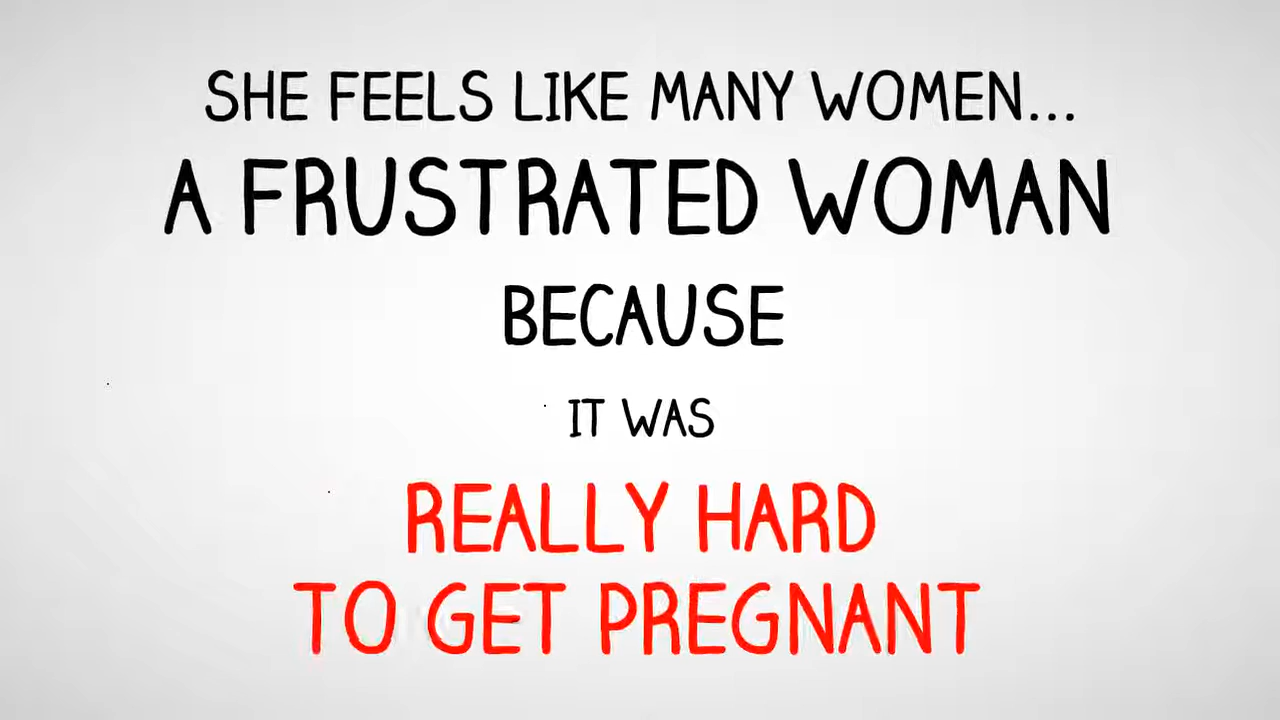 SHE FEELS LIKE MANY WOMEN...
A FRUSTRATED WOMAN
BECAUSE
IT WAS
REALLY HARD
TO GET PREGNANT